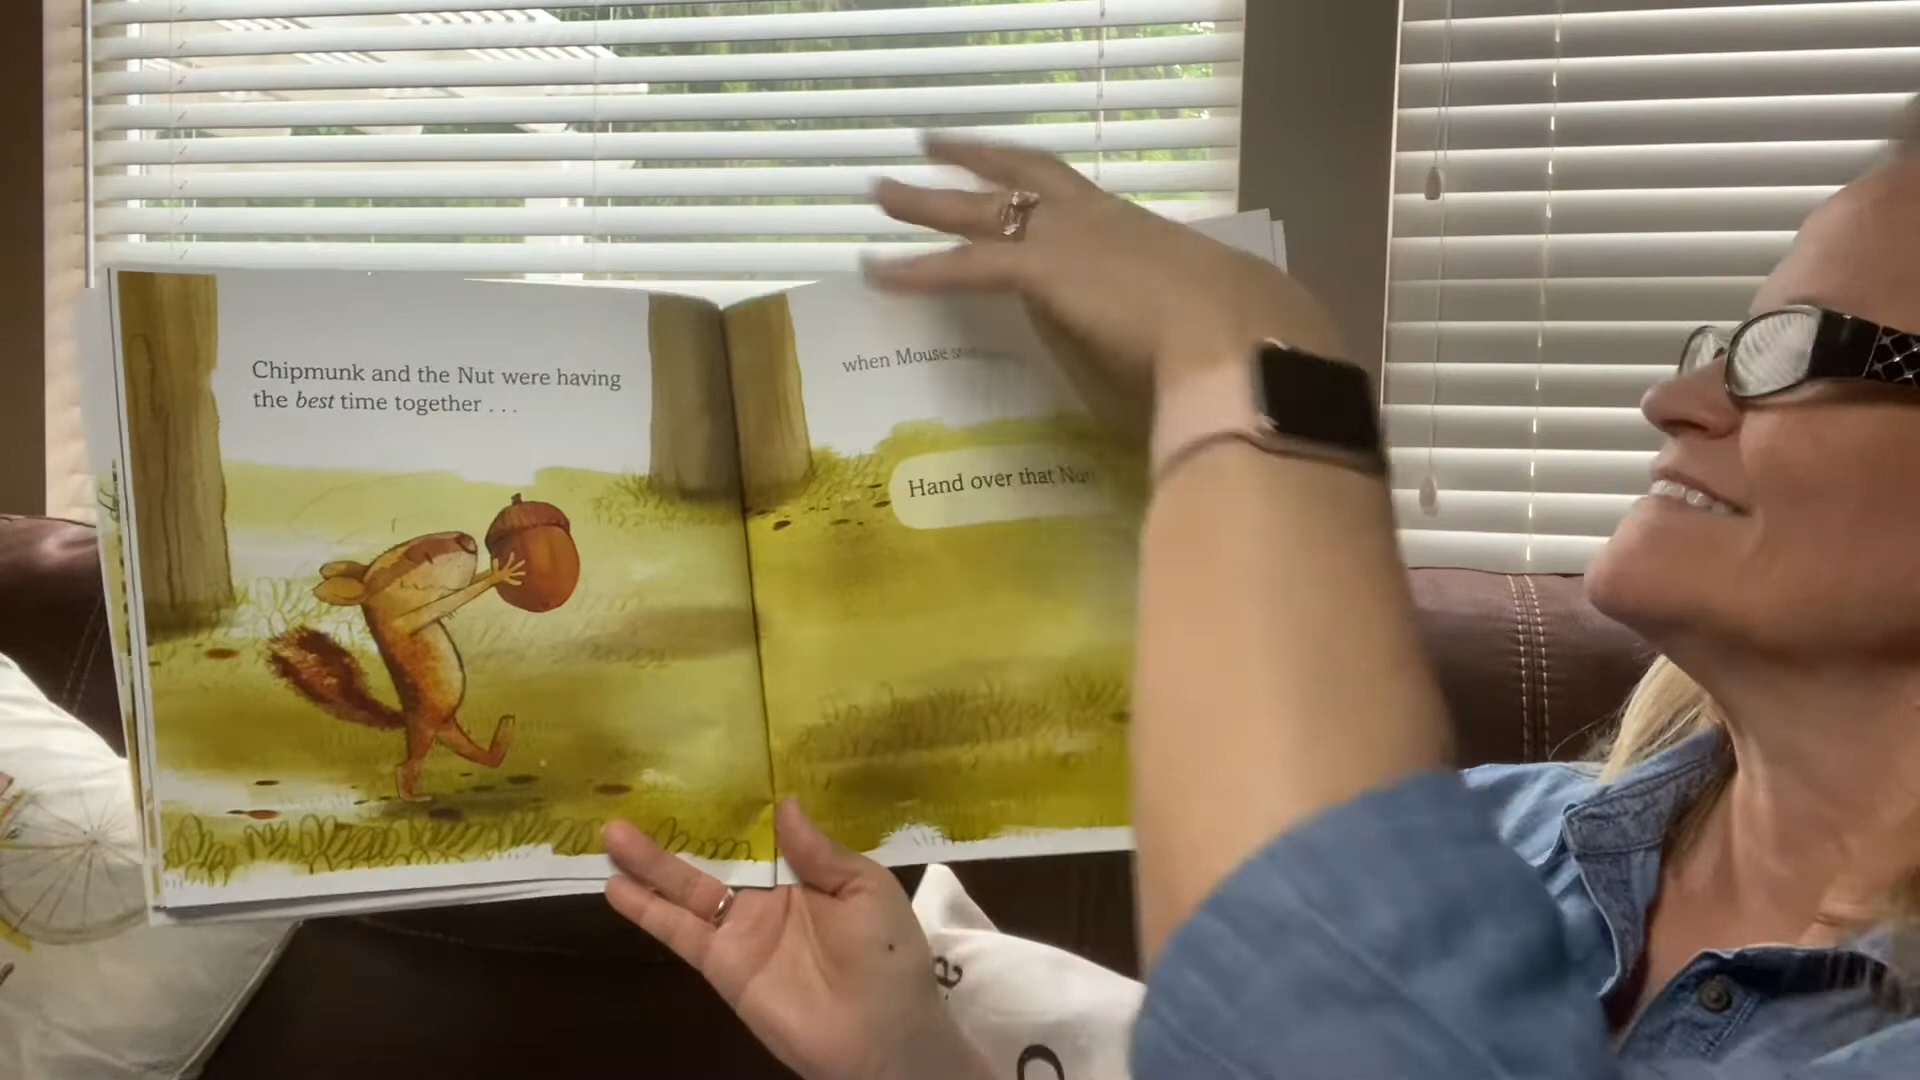 Chipmunk and the Nut were having
the best time together . . .
when Mouse
Hand over that